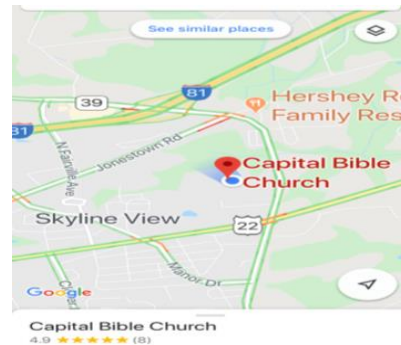 See similar places
81
39
Hershey R
Family Res
81
Jonestown Rd
N Fairville Ave
Capital Bible
Church
Skyline View
22
Manor Dr
Google
Capital Bible Church
4.9 ★★★★★ (8)